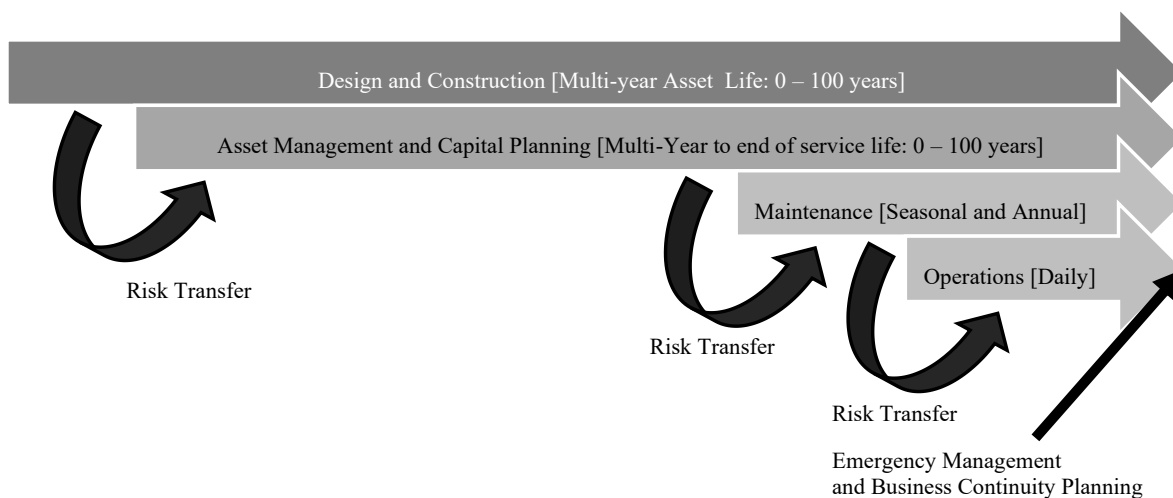 Design and Construction [Multi-year Asset Life: 0 – 100 years]
Asset Management and Capital Planning [Multi-Year to end of service life: 0 – 100 years]
Maintenance [Seasonal and Annual]
Operations [Daily]
Risk Transfer
Risk Transfer
Risk Transfer
Emergency Management
and Business Continuity Planning